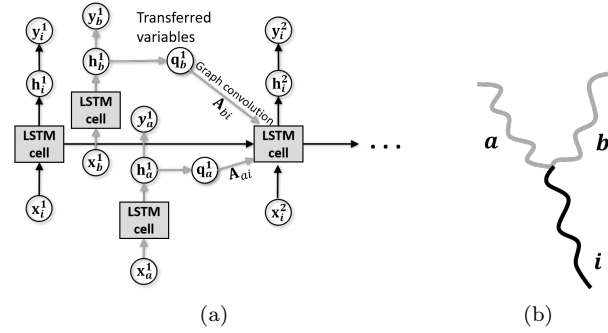 Transferred
variables
y_i^1
y_b^1
y_i^2
h_i^1
h_b^1
q_b^1
Graph convolution
A_bi
h_i^2
LSTM
cell
LSTM
cell
y_a^1
LSTM
cell
x_b^1
h_a^1
q_a^1
A_ai
...
x_i^1
LSTM
cell
x_i^2
x_a^1
(a)
a
b
i
(b)